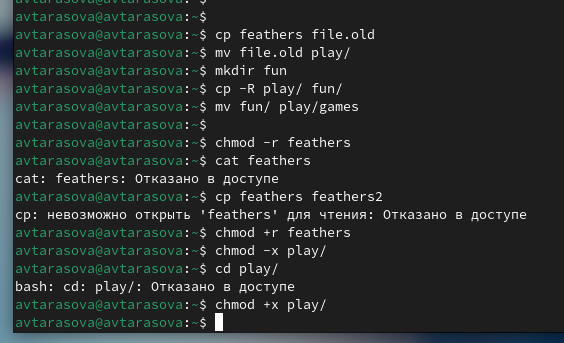 avtarasova@avtarasova:~$
avtarasova@avtarasova:~$ cp feathers file.old
avtarasova@avtarasova:~$ mv file.old play/
avtarasova@avtarasova:~$ mkdir fun
avtarasova@avtarasova:~$ cp -R play/ fun/
avtarasova@avtarasova:~$ mv fun/ play/games
avtarasova@avtarasova:~$
avtarasova@avtarasova:~$ chmod -r feathers
avtarasova@avtarasova:~$ cat feathers
cat: feathers: Отказано в доступе
avtarasova@avtarasova:~$ cp feathers feathers2
cp: невозможно открыть 'feathers' для чтения: Отказано в доступе
avtarasova@avtarasova:~$ chmod +r feathers
avtarasova@avtarasova:~$ chmod -x play/
avtarasova@avtarasova:~$ cd play/
bash: cd: play/: Отказано в доступе
avtarasova@avtarasova:~$ chmod +x play/
avtarasova@avtarasova:~$